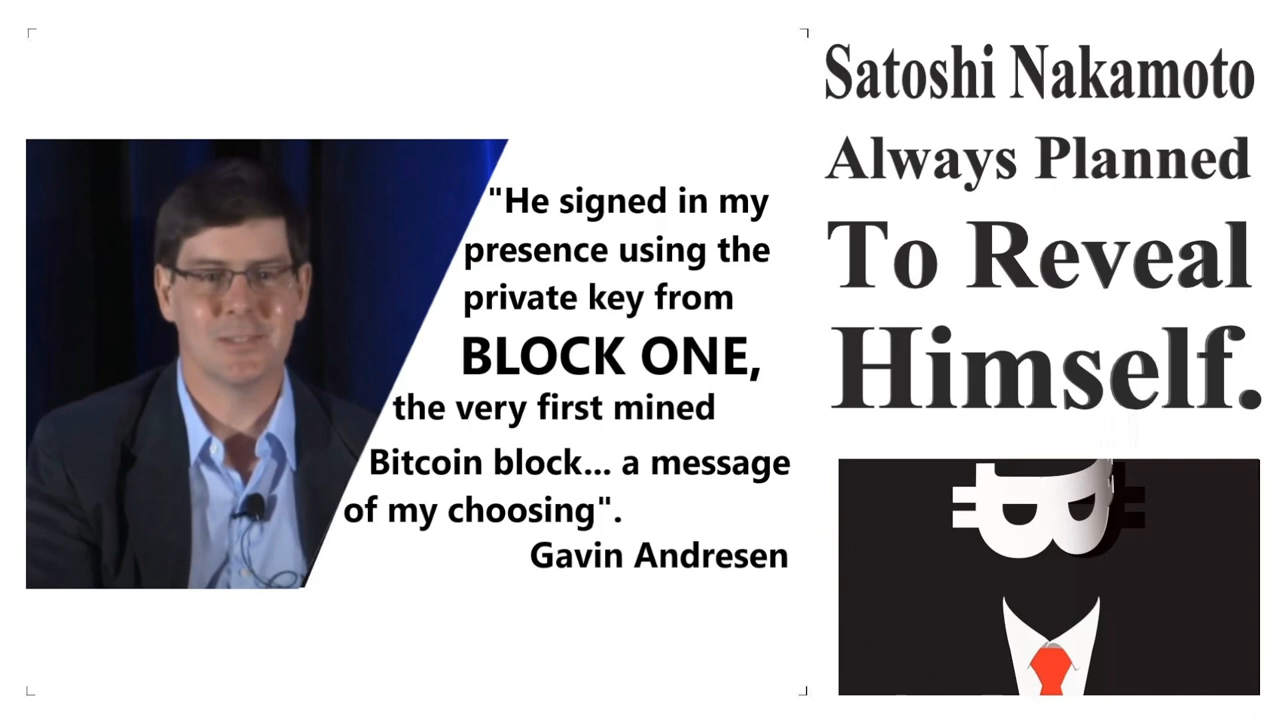 "He signed in my
presence using the
private key from
BLOCK ONE,
the very first mined
Bitcoin block... a message
of my choosing".
Gavin Andresen
Satoshi Nakamoto
Always Planned
To Reveal
Himself.